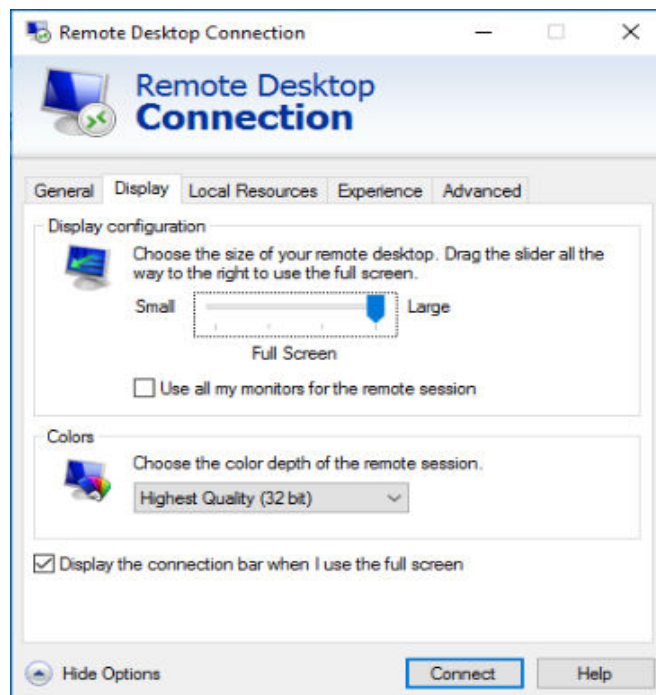 Remote Desktop Connection
Remote Desktop
Connection
General Display Local Resources Experience Advanced
Display configuration
Choose the size of your remote desktop. Drag the slider all the
way to the right to use the full screen.
Small Large
Full Screen
Use all my monitors for the remote session
Colors
Choose the color depth of the remote session.
Highest Quality (32 bit)
Display the connection bar when I use the full screen
Hide Options Connect Help